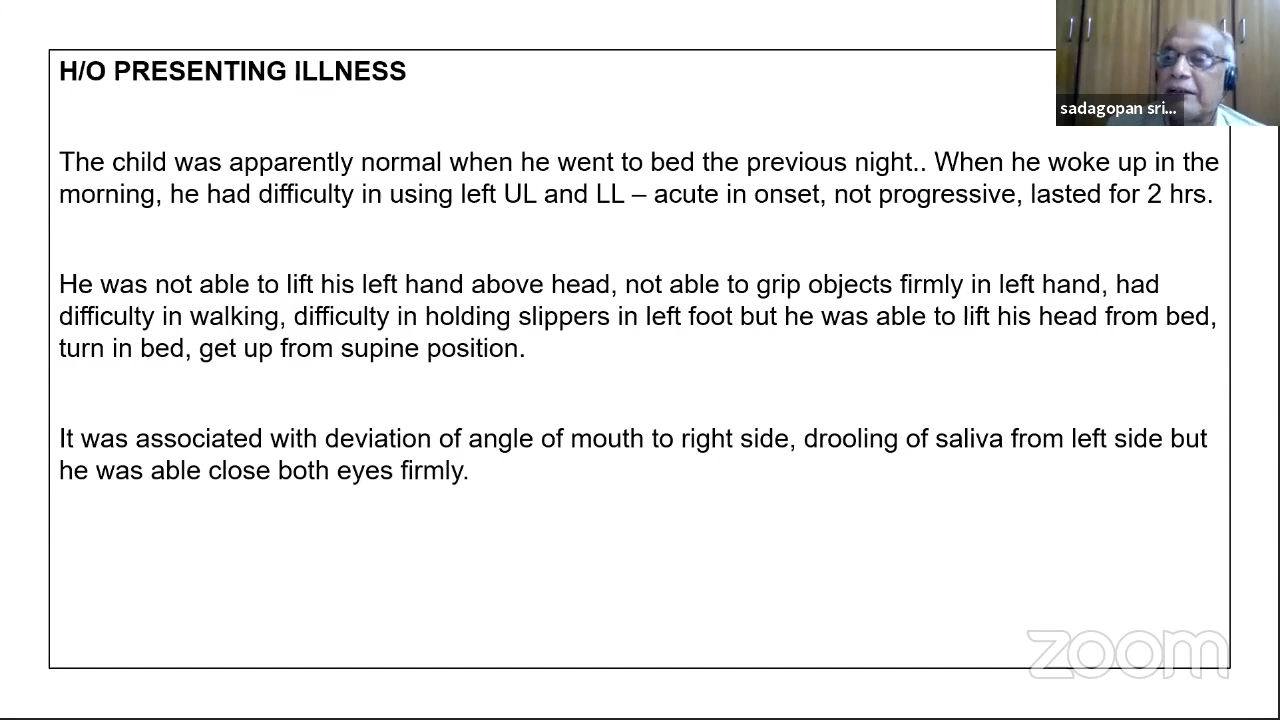 H/O PRESENTING ILLNESS
sadagopan sri...
The child was apparently normal when he went to bed the previous night.. When he woke up in the
morning, he had difficulty in using left UL and LL – acute in onset, not progressive, lasted for 2 hrs.
He was not able to lift his left hand above head, not able to grip objects firmly in left hand, had
difficulty in walking, difficulty in holding slippers in left foot but he was able to lift his head from bed,
turn in bed, get up from supine position.
It was associated with deviation of angle of mouth to right side, drooling of saliva from left side but
he was able close both eyes firmly.
zoom